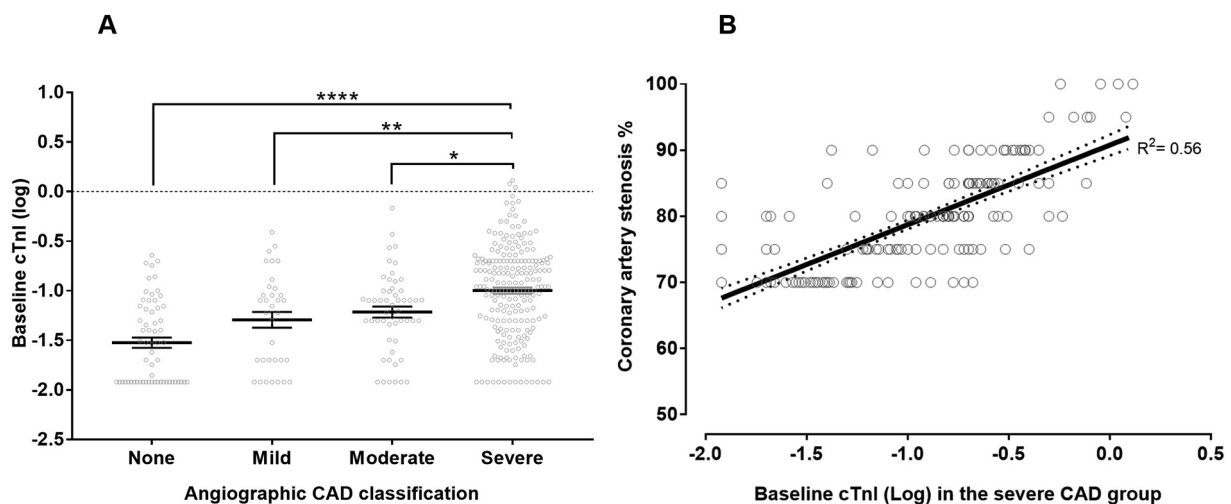 A
Baseline cTnI (log)
1.0
0.5
0.0
-0.5
-1.0
-1.5
-2.0
-2.5
****
**
*
None Mild Moderate Severe
Angiographic CAD classification
B
Coronary artery stenosis %
100
90
80
70
60
50
R²= 0.56
-2.0 -1.5 -1.0 -0.5 0.0 0.5
Baseline cTnI (Log) in the severe CAD group